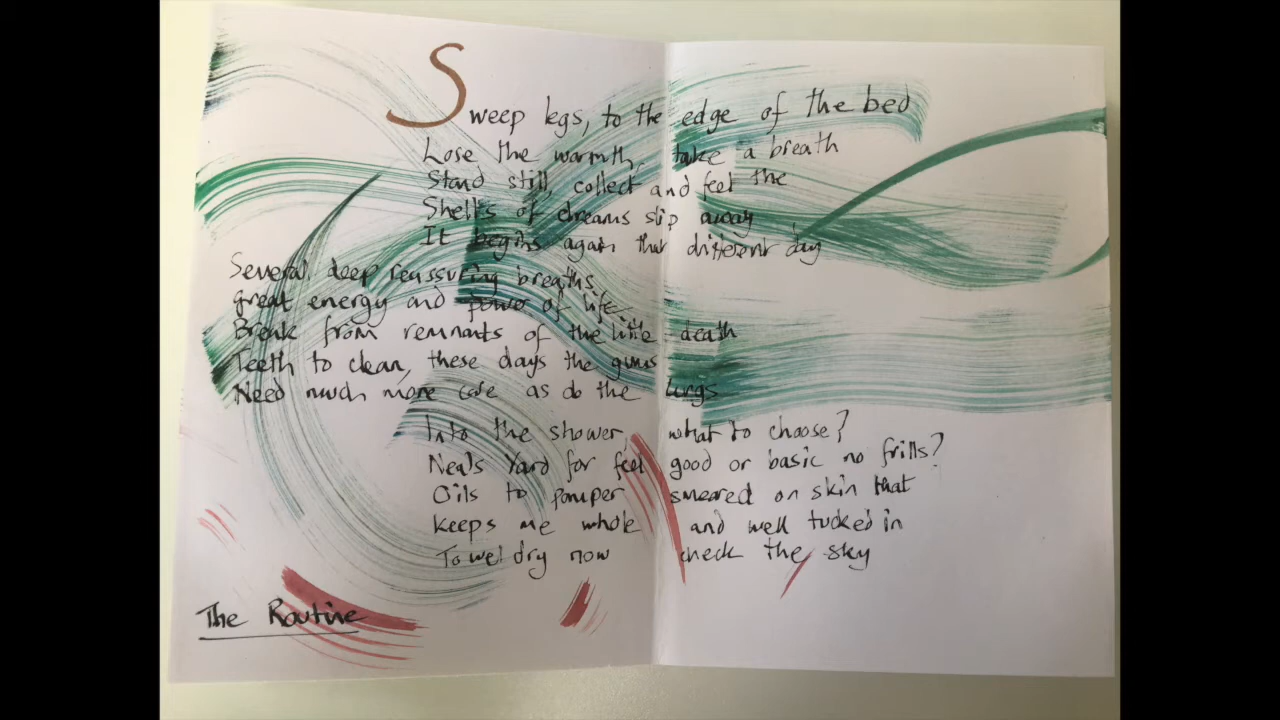 Sweep legs, to the edge of the bed
Lose the warmth, take a breath
Stand still, collect and feel the
Shells of dreams slip away
It begins again that different day
Several deep reassuring breaths,
great energy and power of life
Break from remnants of the little death
Teeth to clean, these days the gums
Need much more care as do the lungs
Into the shower, what to choose?
Neals Yard for feel good or basic no frills?
Oils to pamper smeared on skin that
keeps me whole and well tucked in
Towel dry now check the sky
The Routine